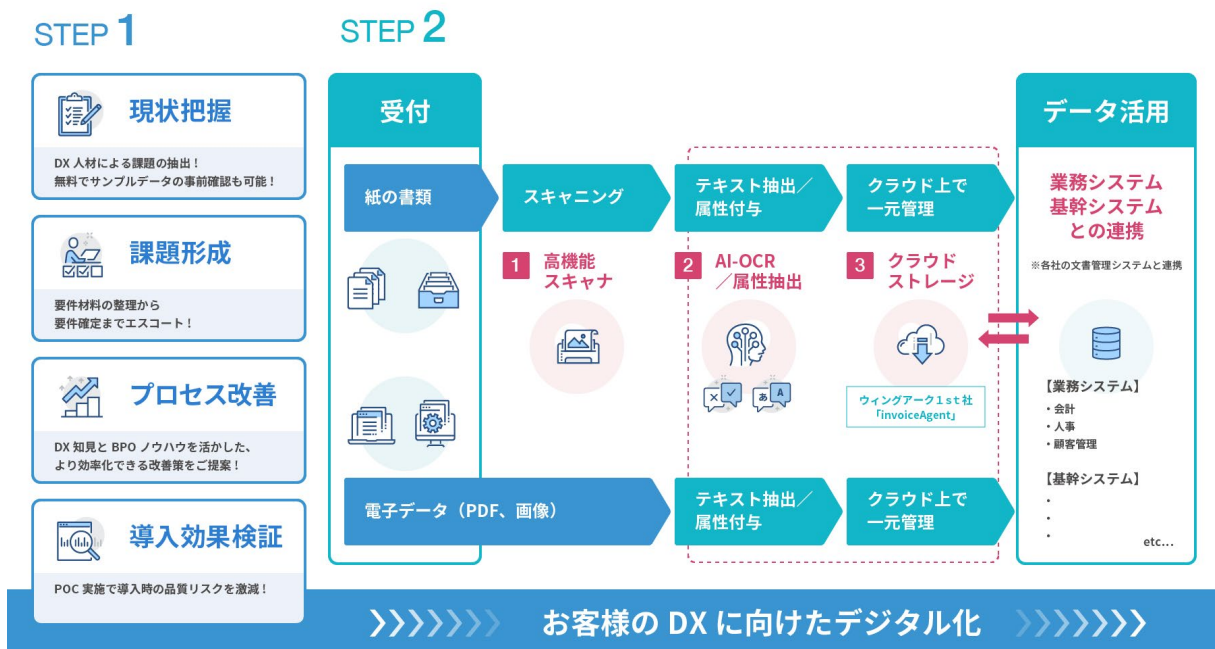 STEP 1
現状把握
DX 人材による課題の抽出！
無料でサンプルデータの事前確認も可能！
課題形成
要件材料の整理から
要件確定までエスコート！
プロセス改善
DX 知見と BPO ノウハウを活かした、
より効率化できる改善策をご提案！
導入効果検証
POC 実施で導入時の品質リスクを激減！
STEP 2
受付
紙の書類
スキャニング
テキスト抽出／
属性付与
クラウド上で
一元管理
1 高機能
スキャナ
2 AI-OCR
／属性抽出
3 クラウド
ストレージ
あ A
ウィングアーク１ｓｔ社
「invoiceAgent」
電子データ（PDF、画像）
テキスト抽出／
属性付与
クラウド上で
一元管理
データ活用
業務システム
基幹システム
との連携
※各社の文書管理システムと連携
【業務システム】
・会計
・人事
・顧客管理
【基幹システム】
・
・
・
etc...
お客様の DX に向けたデジタル化